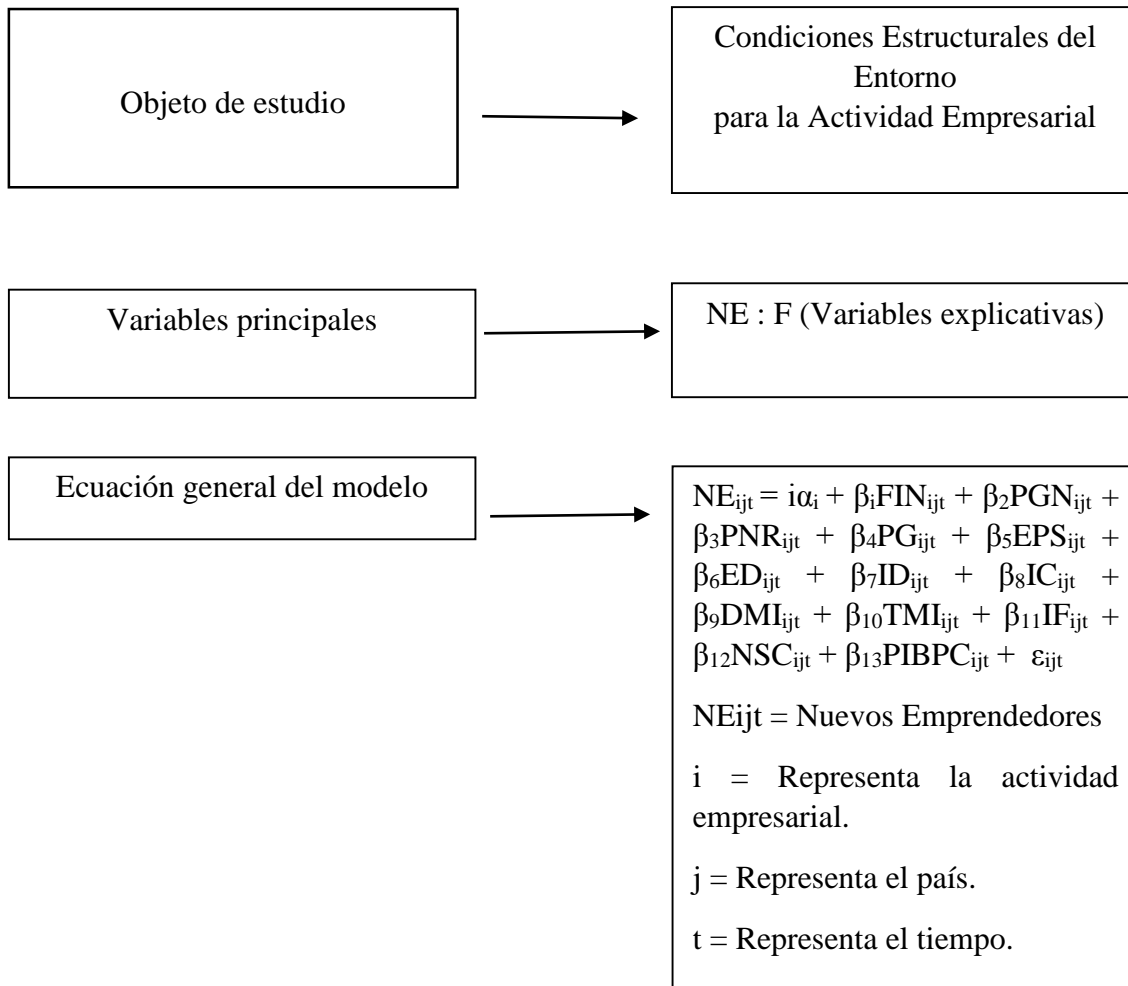 Objeto de estudio
Condiciones Estructurales del
Entorno
para la Actividad Empresarial
Variables principales
NE : F (Variables explicativas)
Ecuación general del modelo
NEijt = iαi + βiFINijt + β2PGNijt +
β3PNRijt + β4PGijt + β5EPSijt +
β6EDijt + β7IDijt + β8ICijt +
β9DMIijt + β10TMIijt + β11IFijt +
β12NSCijt + β13PIBPCijt + εijt
NEijt = Nuevos Emprendedores
i = Representa la actividad
empresarial.
j = Representa el país.
t = Representa el tiempo.